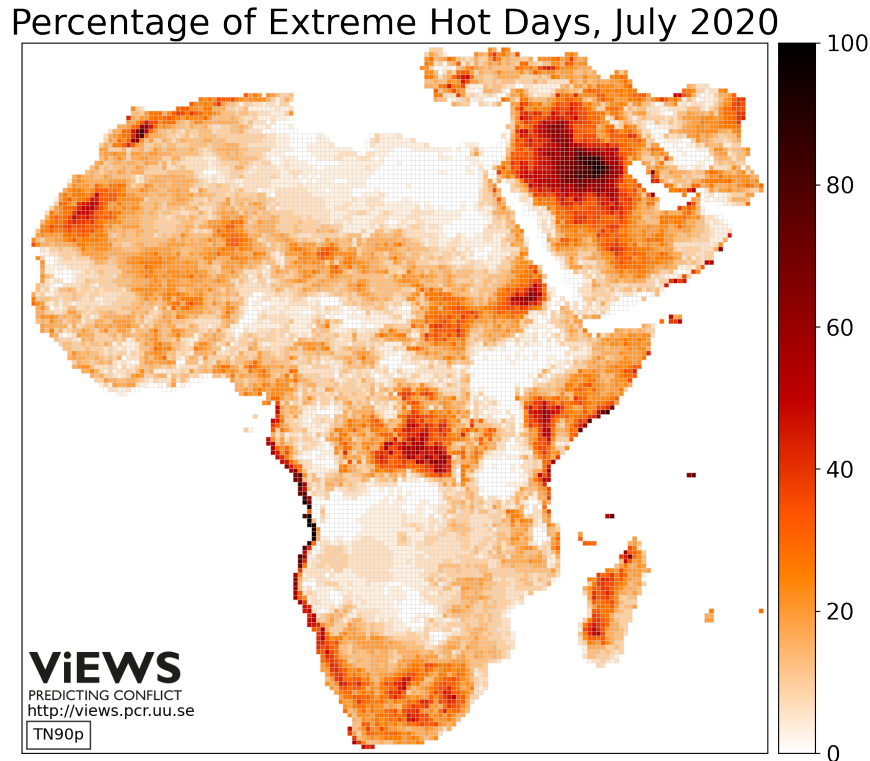 Percentage of Extreme Hot Days, July 2020
100
80
60
40
20
0
ViEWS
PREDICTING CONFLICT
http://views.pcr.uu.se
TN90p